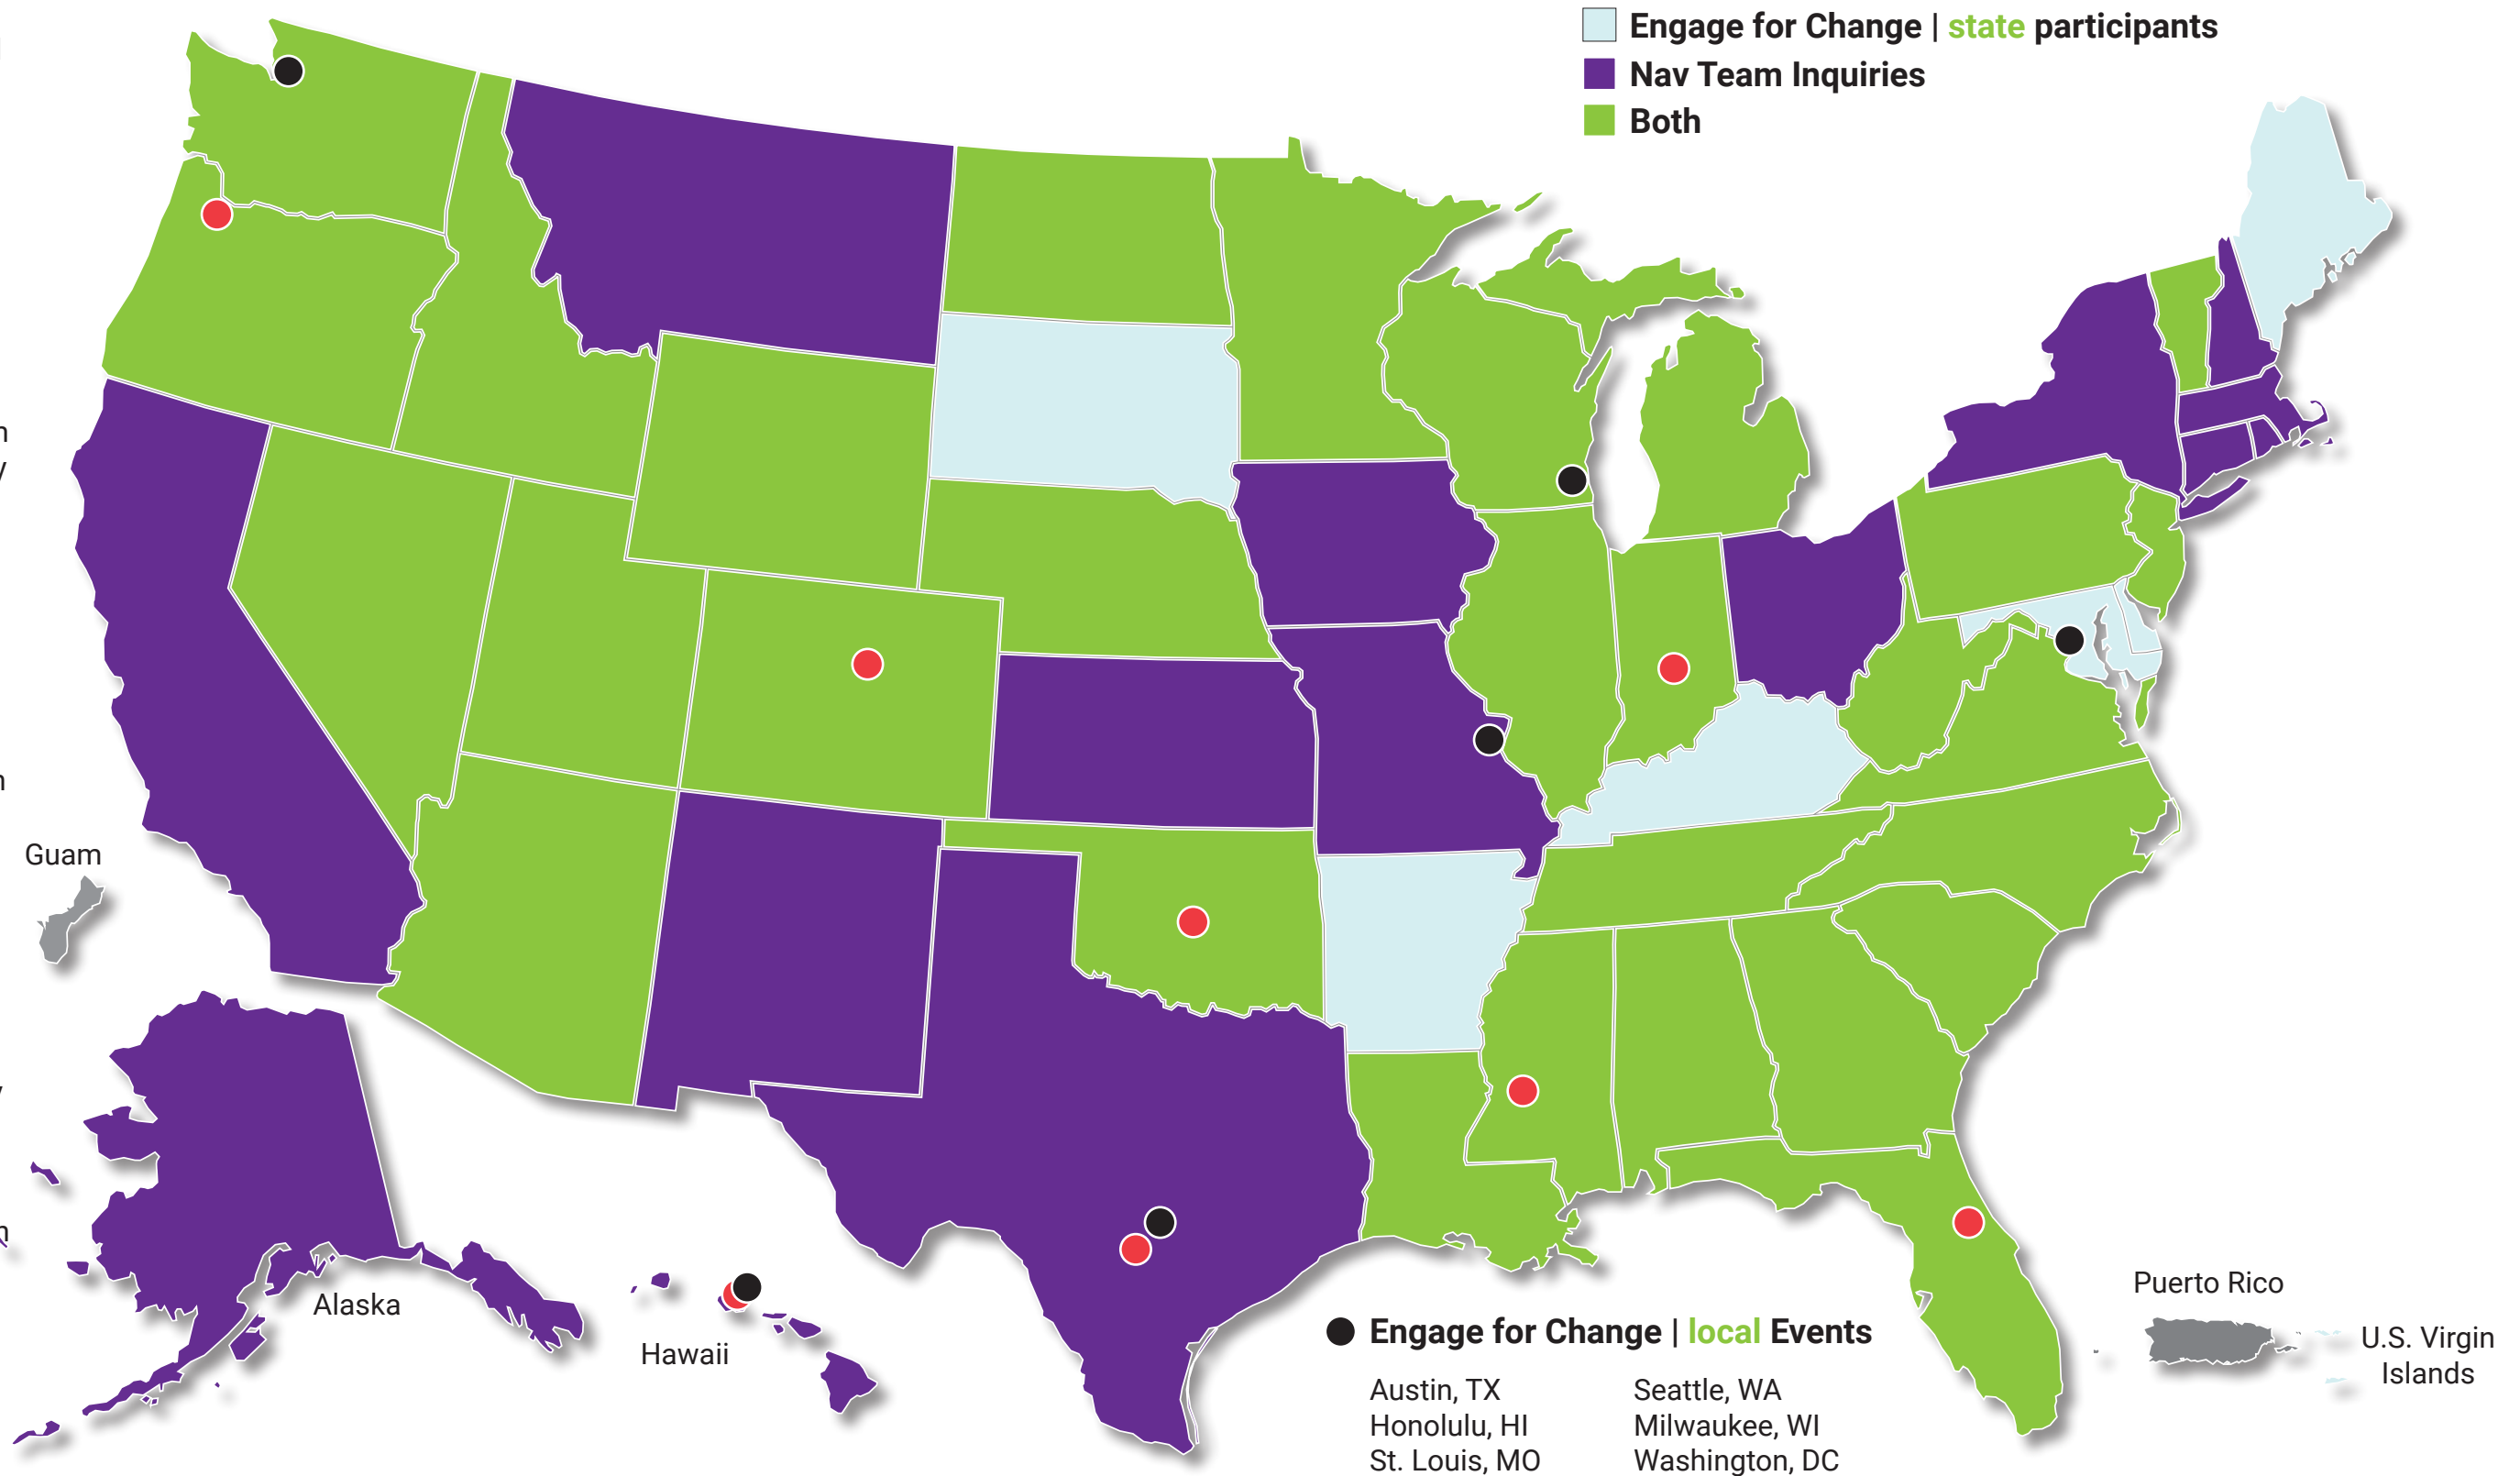 Engage for Change | state participants
Nav Team Inquiries
Both
Guam
Alaska
Hawaii
Puerto Rico
U.S. Virgin
Islands
Engage for Change | local Events
Austin, TX
Honolulu, HI
St. Louis, MO
Seattle, WA
Milwaukee, WI
Washington, DC